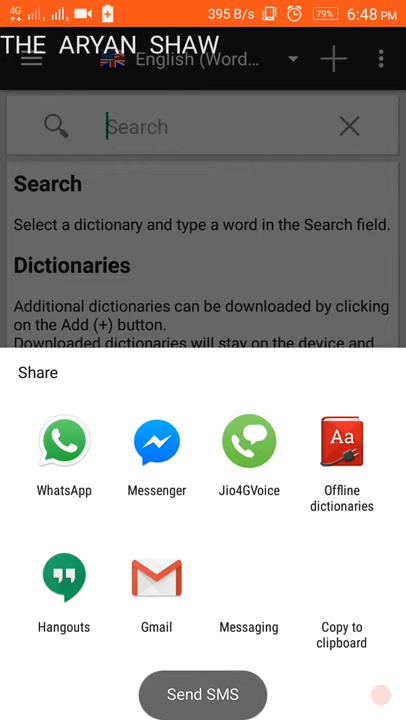 4G 395 B/s 79% 6:48 PM
THE ARYAN SHAW
English (Word...
Search
Search
Select a dictionary and type a word in the Search field.
Dictionaries
Additional dictionaries can be downloaded by clicking
on the Add (+) button.
Downloaded dictionaries will stay on the device and
Share
Aa
WhatsApp Messenger Jio4GVoice Offline
dictionaries
Hangouts Gmail Messaging Copy to
clipboard
Send SMS